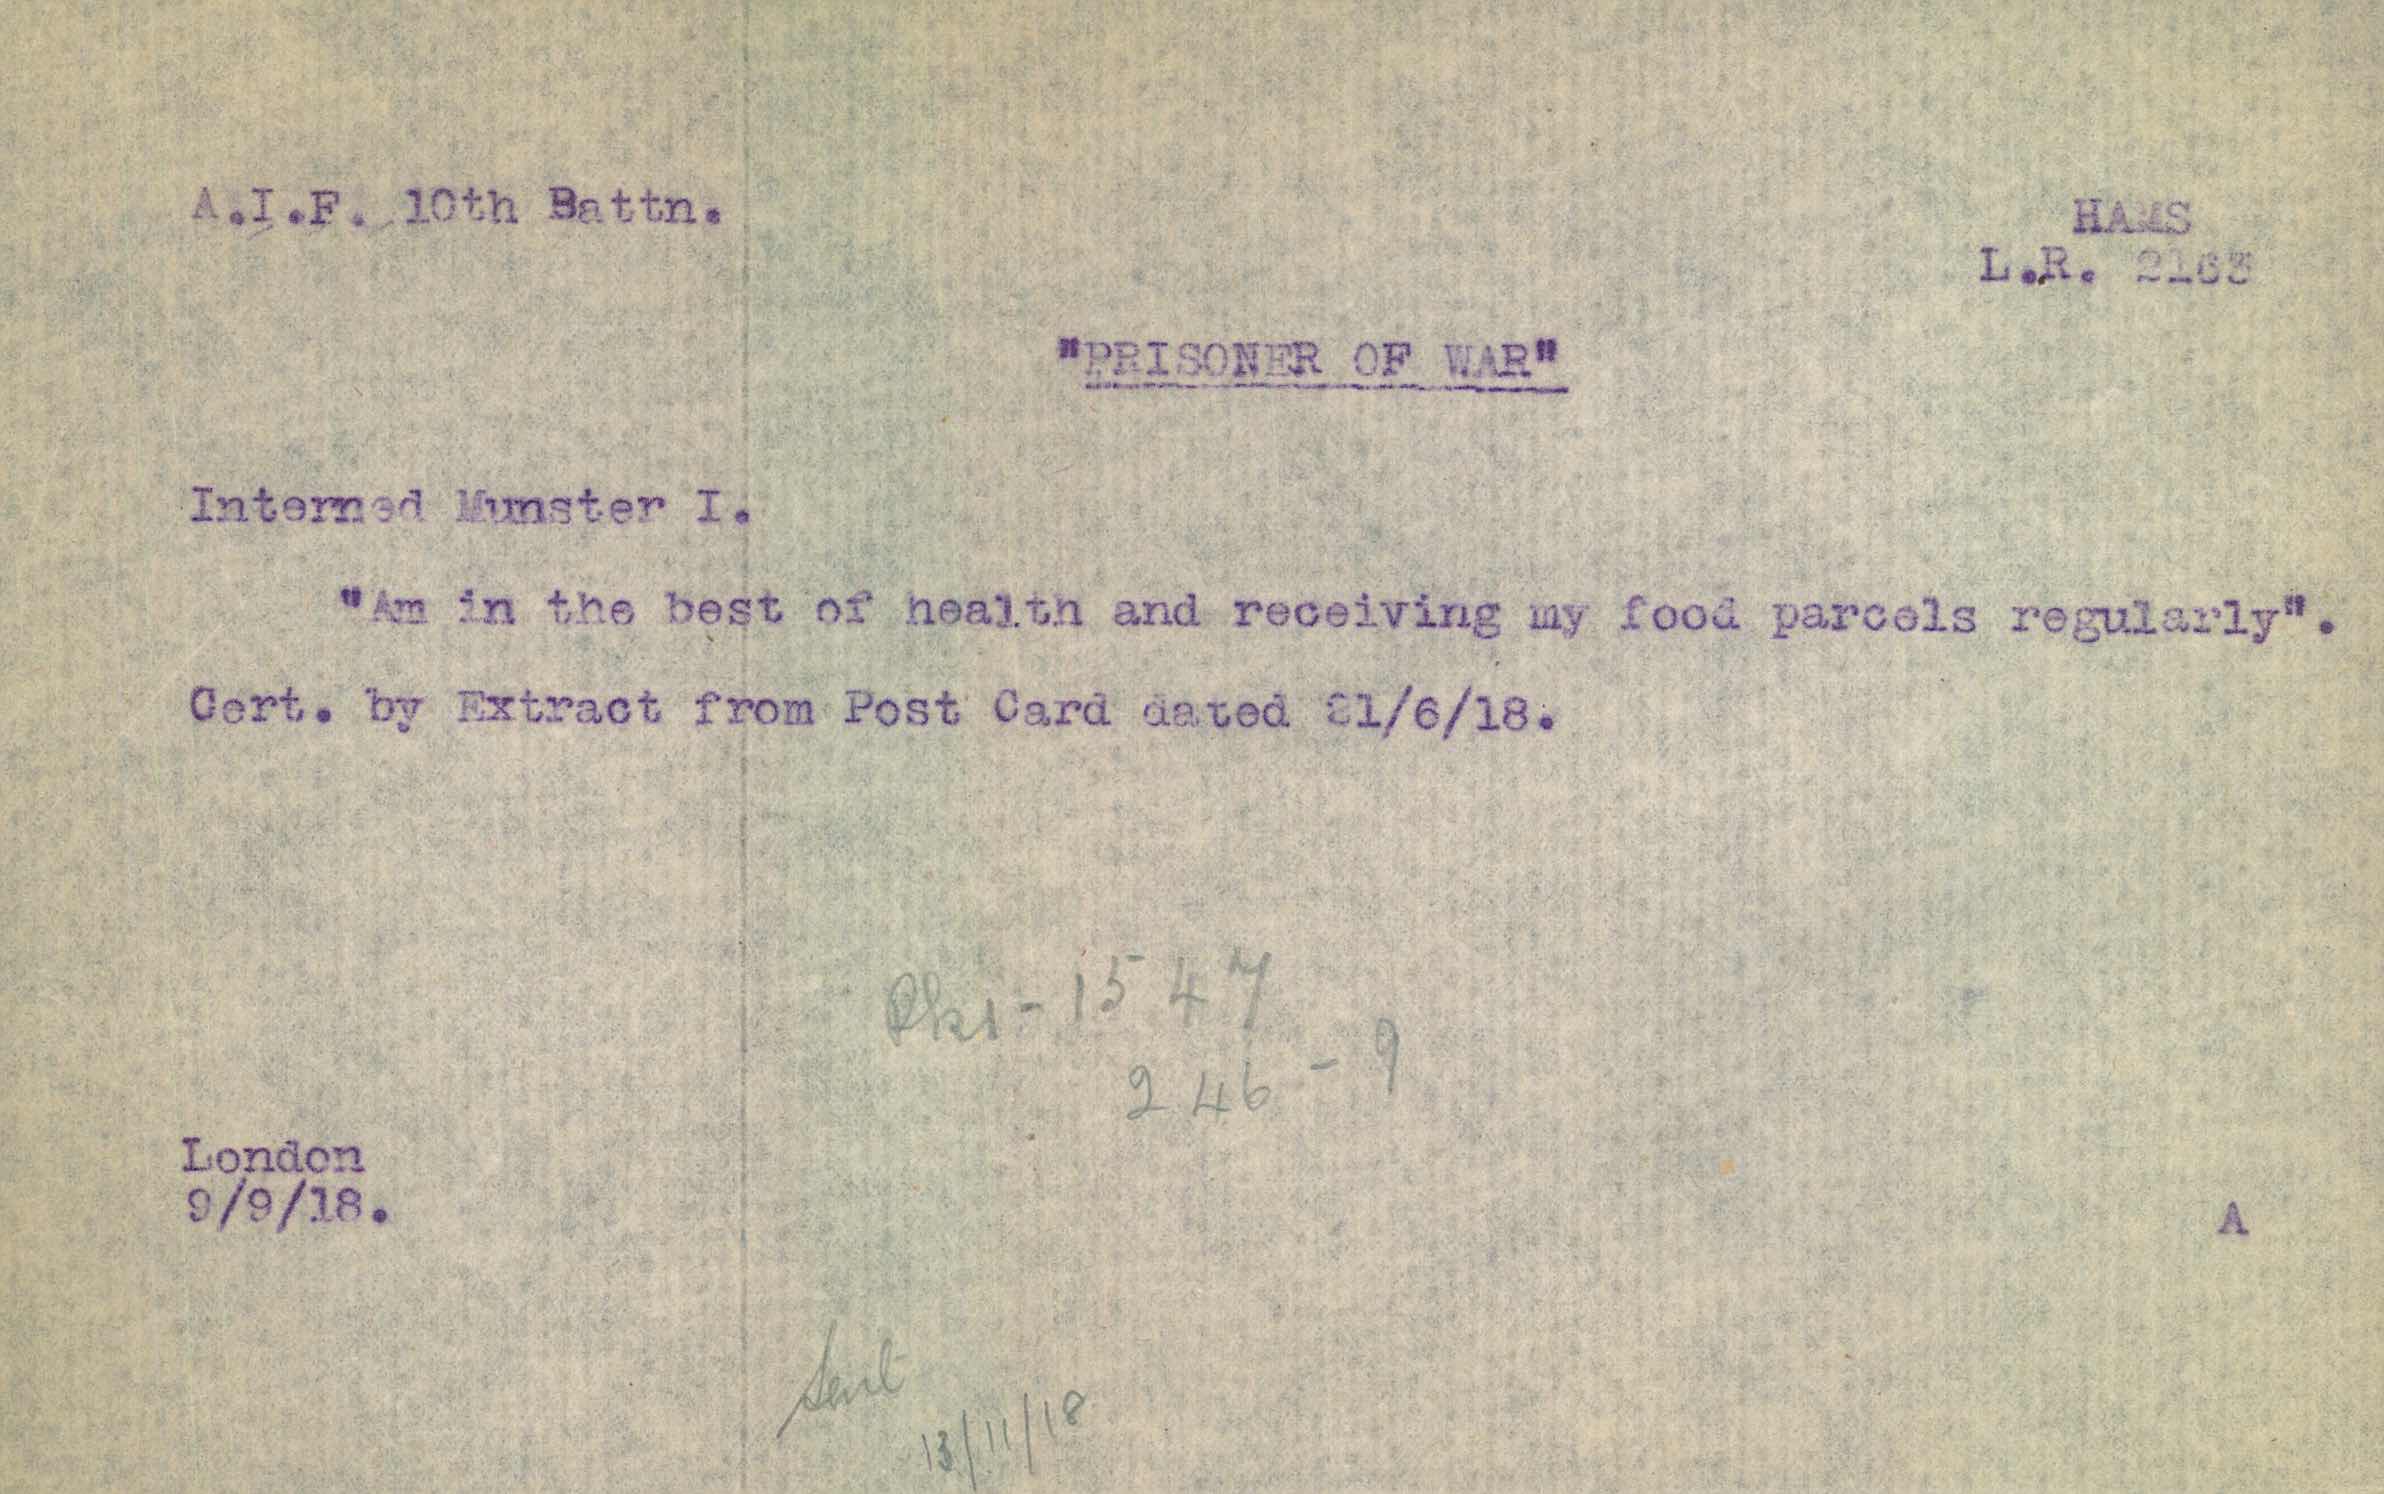 A.I.F. 10th Battn.
HAMS
L.R. 2163
"PRISONER OF WAR"
Interned Munster I.
"Am in the best of health and receiving my food parcels regularly".
Cert. by Extract from Post Card dated 21/6/18.
1547
246 - 9
London
9/9/18.
A
Sent
13/11/18